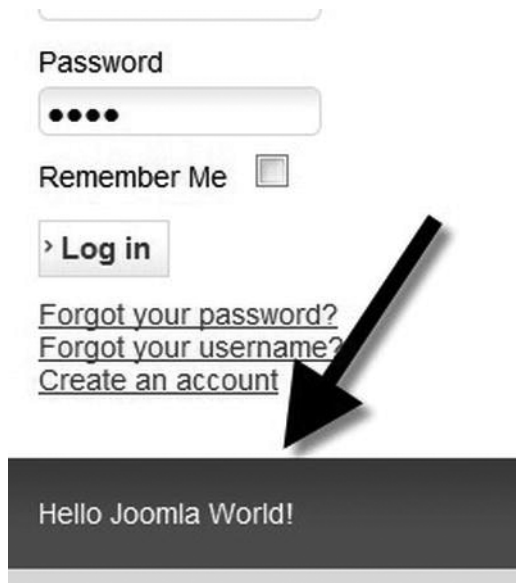 Password
••••
Remember Me
› Log in
Forgot your password?
Forgot your username?
Create an account
Hello Joomla World!